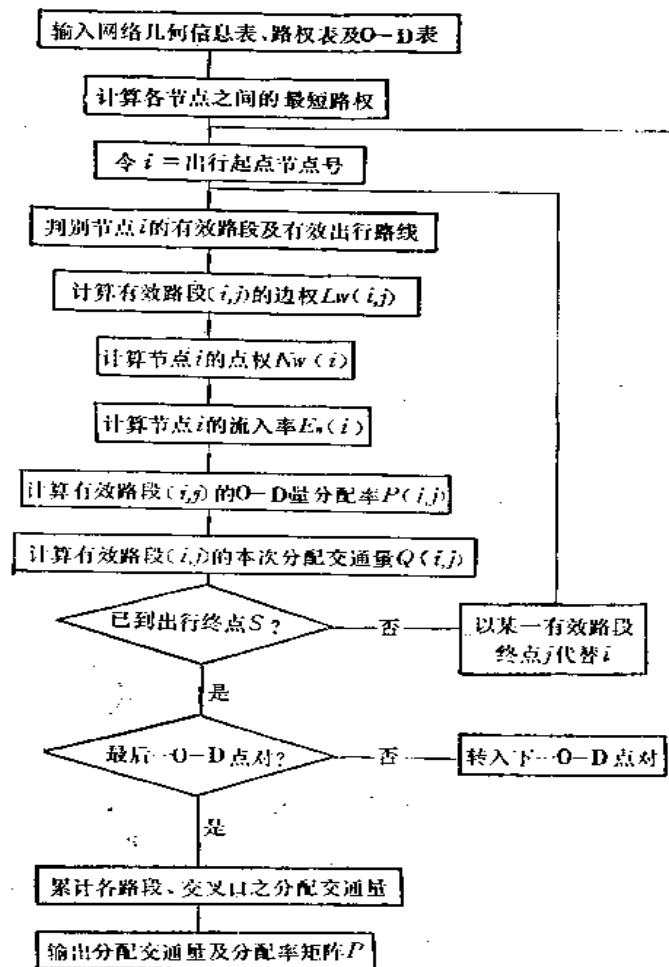 输入网络几何信息表、路权表及O-D表
计算各节点之间的最短路权
令i=出行起点节点号
判别节点i的有效路段及有效出行路线
计算有效路段(i,j)的边权Lw(i,j)
计算节点i的点权Nw(i)
计算节点i的流入率En(i)
计算有效路段(i,j)的O-D量分配率P(i,j)
计算有效路段(i,j)的本次分配交通量Q(i,j)
已到出行终点S?
否
以某一有效路段
终点j代替i
是
最后一O-D点对?
否
转入下一O-D点对
是
累计各路段、交叉口之分配交通量
输出分配交通量及分配率矩阵P